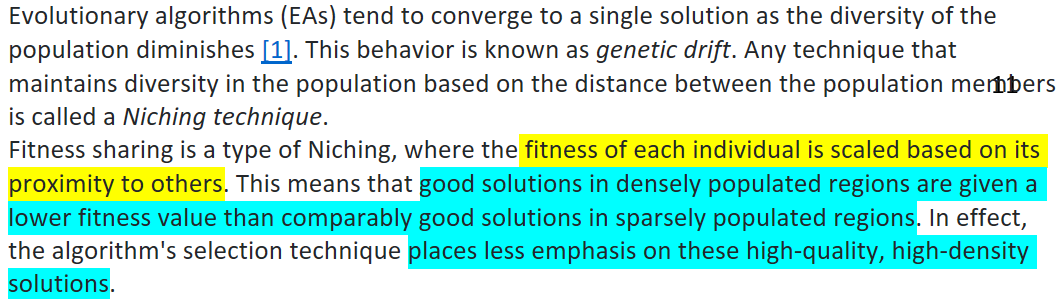 Evolutionary algorithms (EAs) tend to converge to a single solution as the diversity of the
population diminishes [1]. This behavior is known as genetic drift. Any technique that
maintains diversity in the population based on the distance between the population members
11
is called a Niching technique.
Fitness sharing is a type of Niching, where the fitness of each individual is scaled based on its
proximity to others. This means that good solutions in densely populated regions are given a
lower fitness value than comparably good solutions in sparsely populated regions. In effect,
the algorithm's selection technique places less emphasis on these high-quality, high-density
solutions.